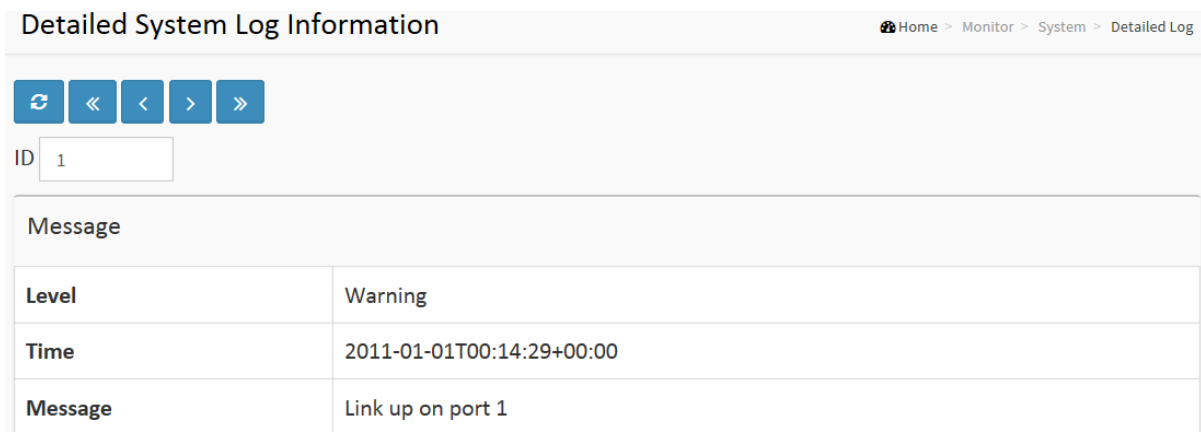 Detailed System Log Information
Home > Monitor > System > Detailed Log
ID 1
Message
Level Warning
Time 2011-01-01T00:14:29+00:00
Message Link up on port 1